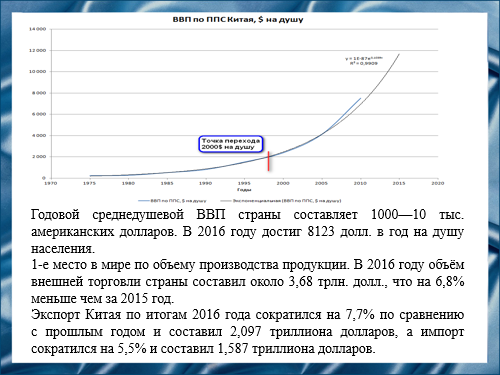 ВВП по ППС Китая, $ на душу
14 000
12 000
10 000
8 000
6 000
4 000
2 000
0
R² = 0,9909
Точка перехода
2000$ на душу
1970 1975 1980 1985 1990 1995 2000 2005 2010 2015 2020
Годы
ВВП по ППС, $ на душу Экспоненциальная (ВВП по ППС, $ на душу)
Годовой среднедушевой ВВП страны составляет 1000—10 тыс.
американских долларов. В 2016 году достиг 8123 долл. в год на душу
населения.
1-е место в мире по объему производства продукции. В 2016 году объём
внешней торговли страны составил около 3,68 трлн. долл., что на 6,8%
меньше чем за 2015 год.
Экспорт Китая по итогам 2016 года сократился на 7,7% по сравнению
с прошлым годом и составил 2,097 триллиона долларов, а импорт
сократился на 5,5% и составил 1,587 триллиона долларов.